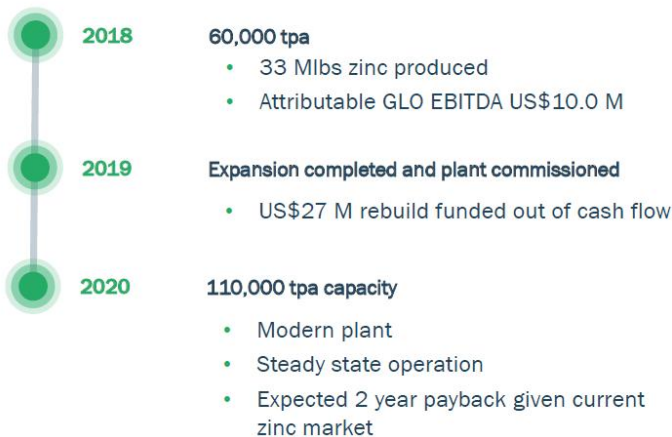 2018 60,000 tpa
• 33 Mlbs zinc produced
• Attributable GLO EBITDA US$10.0 M
2019 Expansion completed and plant commissioned
• US$27 M rebuild funded out of cash flow
2020 110,000 tpa capacity
• Modern plant
• Steady state operation
• Expected 2 year payback given current
zinc market